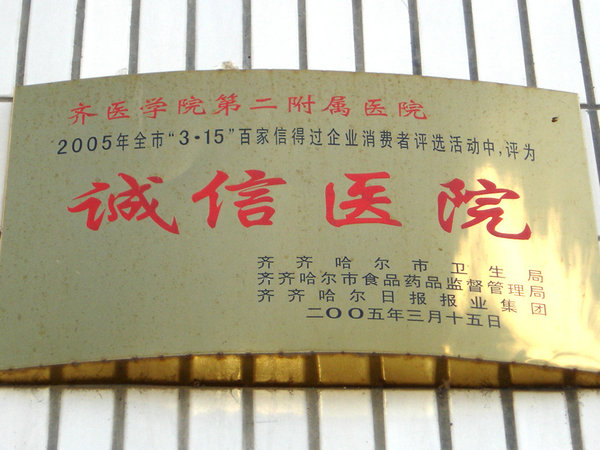 齐医学院第二附属医院
2005年全市“3·15”百家信得过企业消费者评选活动中，评为
诚信医院
齐齐哈尔市卫生局
齐齐哈尔市食品药品监督管理局
齐齐哈尔日报报业集团
二〇〇五年三月十五日